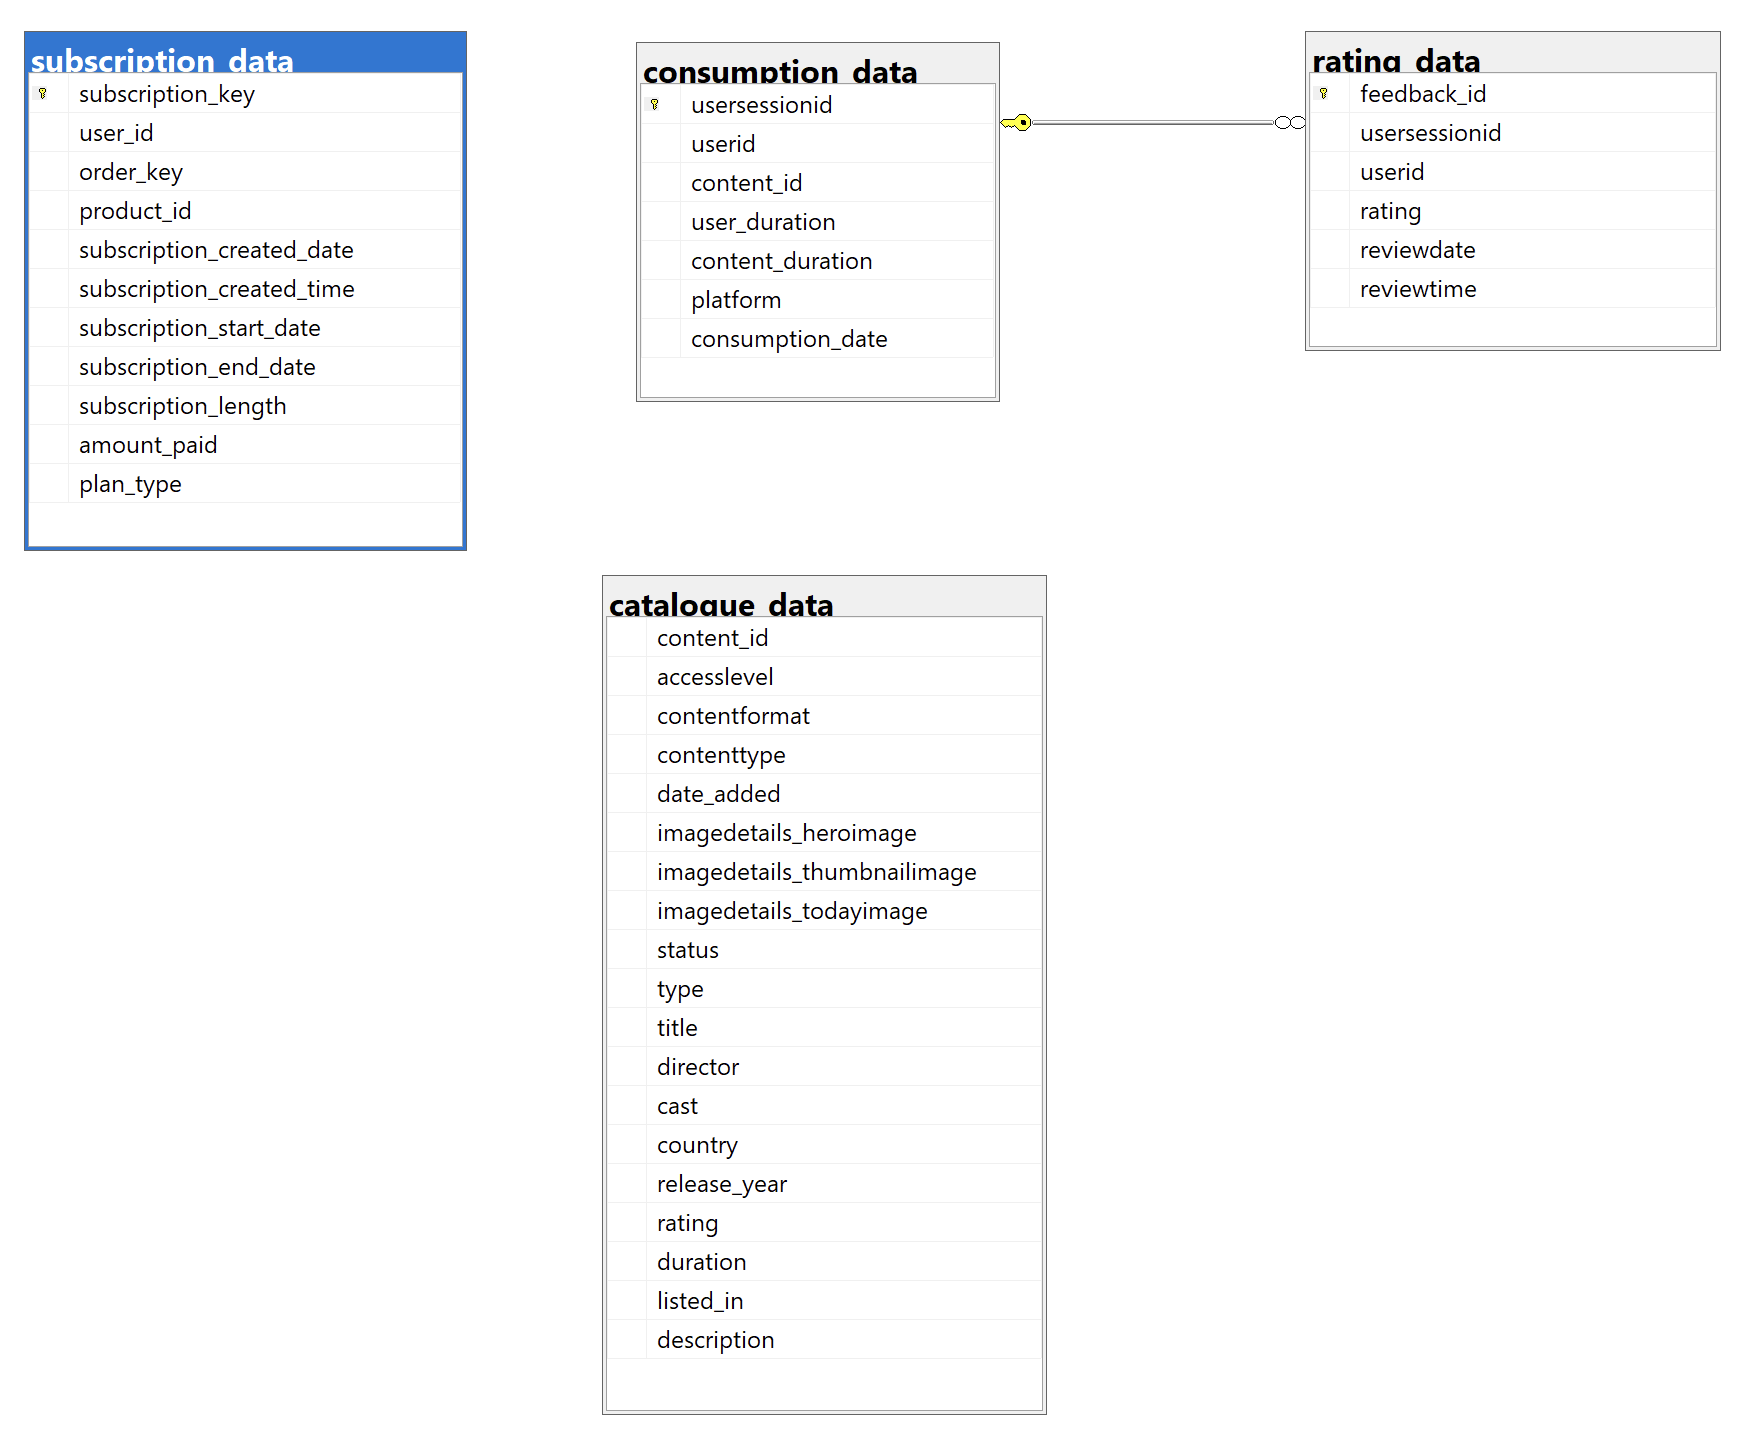 subscription_data
subscription_key
user_id
order_key
product_id
subscription_created_date
subscription_created_time
subscription_start_date
subscription_end_date
subscription_length
amount_paid
plan_type
consumption_data
usersessionid
userid
content_id
user_duration
content_duration
platform
consumption_date
rating_data
feedback_id
usersessionid
userid
rating
reviewdate
reviewtime
catalogue_data
content_id
accesslevel
contentformat
contenttype
date_added
imagedetails_heroimage
imagedetails_thumbnailimage
imagedetails_todayimage
status
type
title
director
cast
country
release_year
rating
duration
listed_in
description